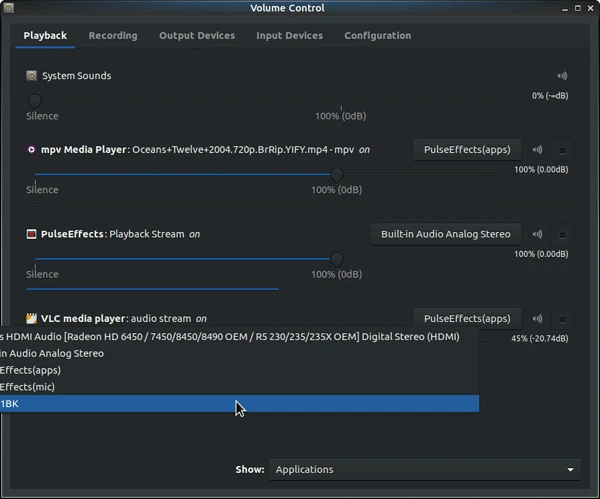 Volume Control
Playback Recording Output Devices Input Devices Configuration
System Sounds
0% (-∞dB)
Silence 100% (0dB)
mpv Media Player: Oceans+Twelve+2004.720p.BrRip.YIFY.mp4 - mpv on PulseEffects(apps)
100% (0.00dB)
Silence 100% (0dB)
PulseEffects: Playback Stream on Built-in Audio Analog Stereo
100% (0.00dB)
Silence 100% (0dB)
VLC media player: audio stream on PulseEffects(apps)
s HDMI Audio [Radeon HD 6450 / 7450/8450/8490 OEM / R5 230/235/235X OEM] Digital Stereo (HDMI) 45% (-20.74dB)
in Audio Analog Stereo
Effects(apps)
Effects(mic)
1BK
Show: Applications